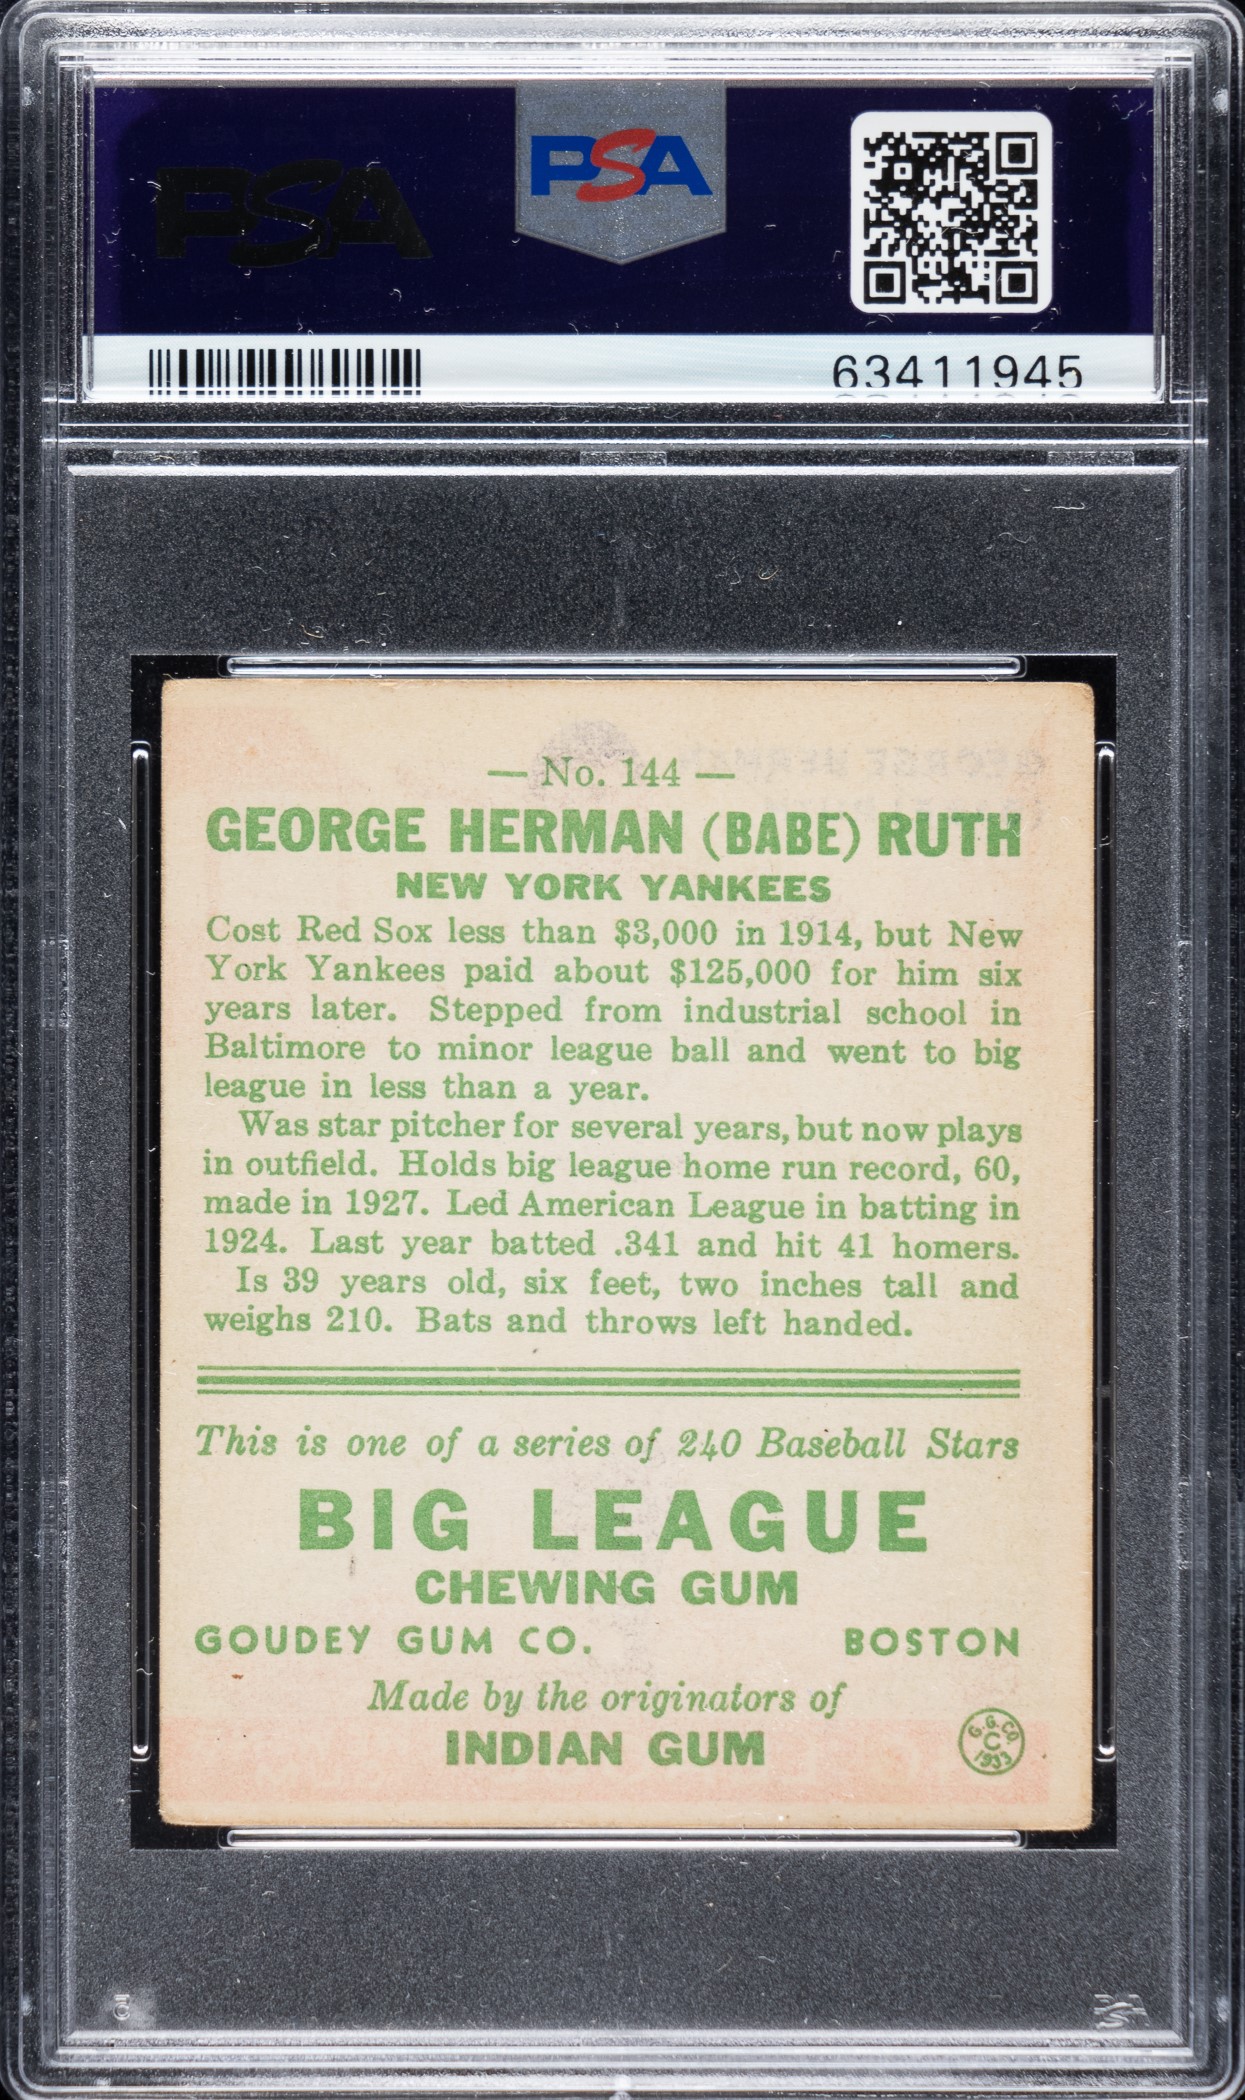 PSA
PSA
63411945
— No. 144 —
GEORGE HERMAN (BABE) RUTH
NEW YORK YANKEES
Cost Red Sox less than $3,000 in 1914, but New
York Yankees paid about $125,000 for him six
years later. Stepped from industrial school in
Baltimore to minor league ball and went to big
league in less than a year.
Was star pitcher for several years, but now plays
in outfield. Holds big league home run record, 60,
made in 1927. Led American League in batting in
1924. Last year batted .341 and hit 41 homers.
Is 39 years old, six feet, two inches tall and
weighs 210. Bats and throws left handed.
This is one of a series of 240 Baseball Stars
BIG LEAGUE
CHEWING GUM
GOUDEY GUM CO. BOSTON
Made by the originators of
INDIAN GUM
G.G.CO.
C
1933
PSA